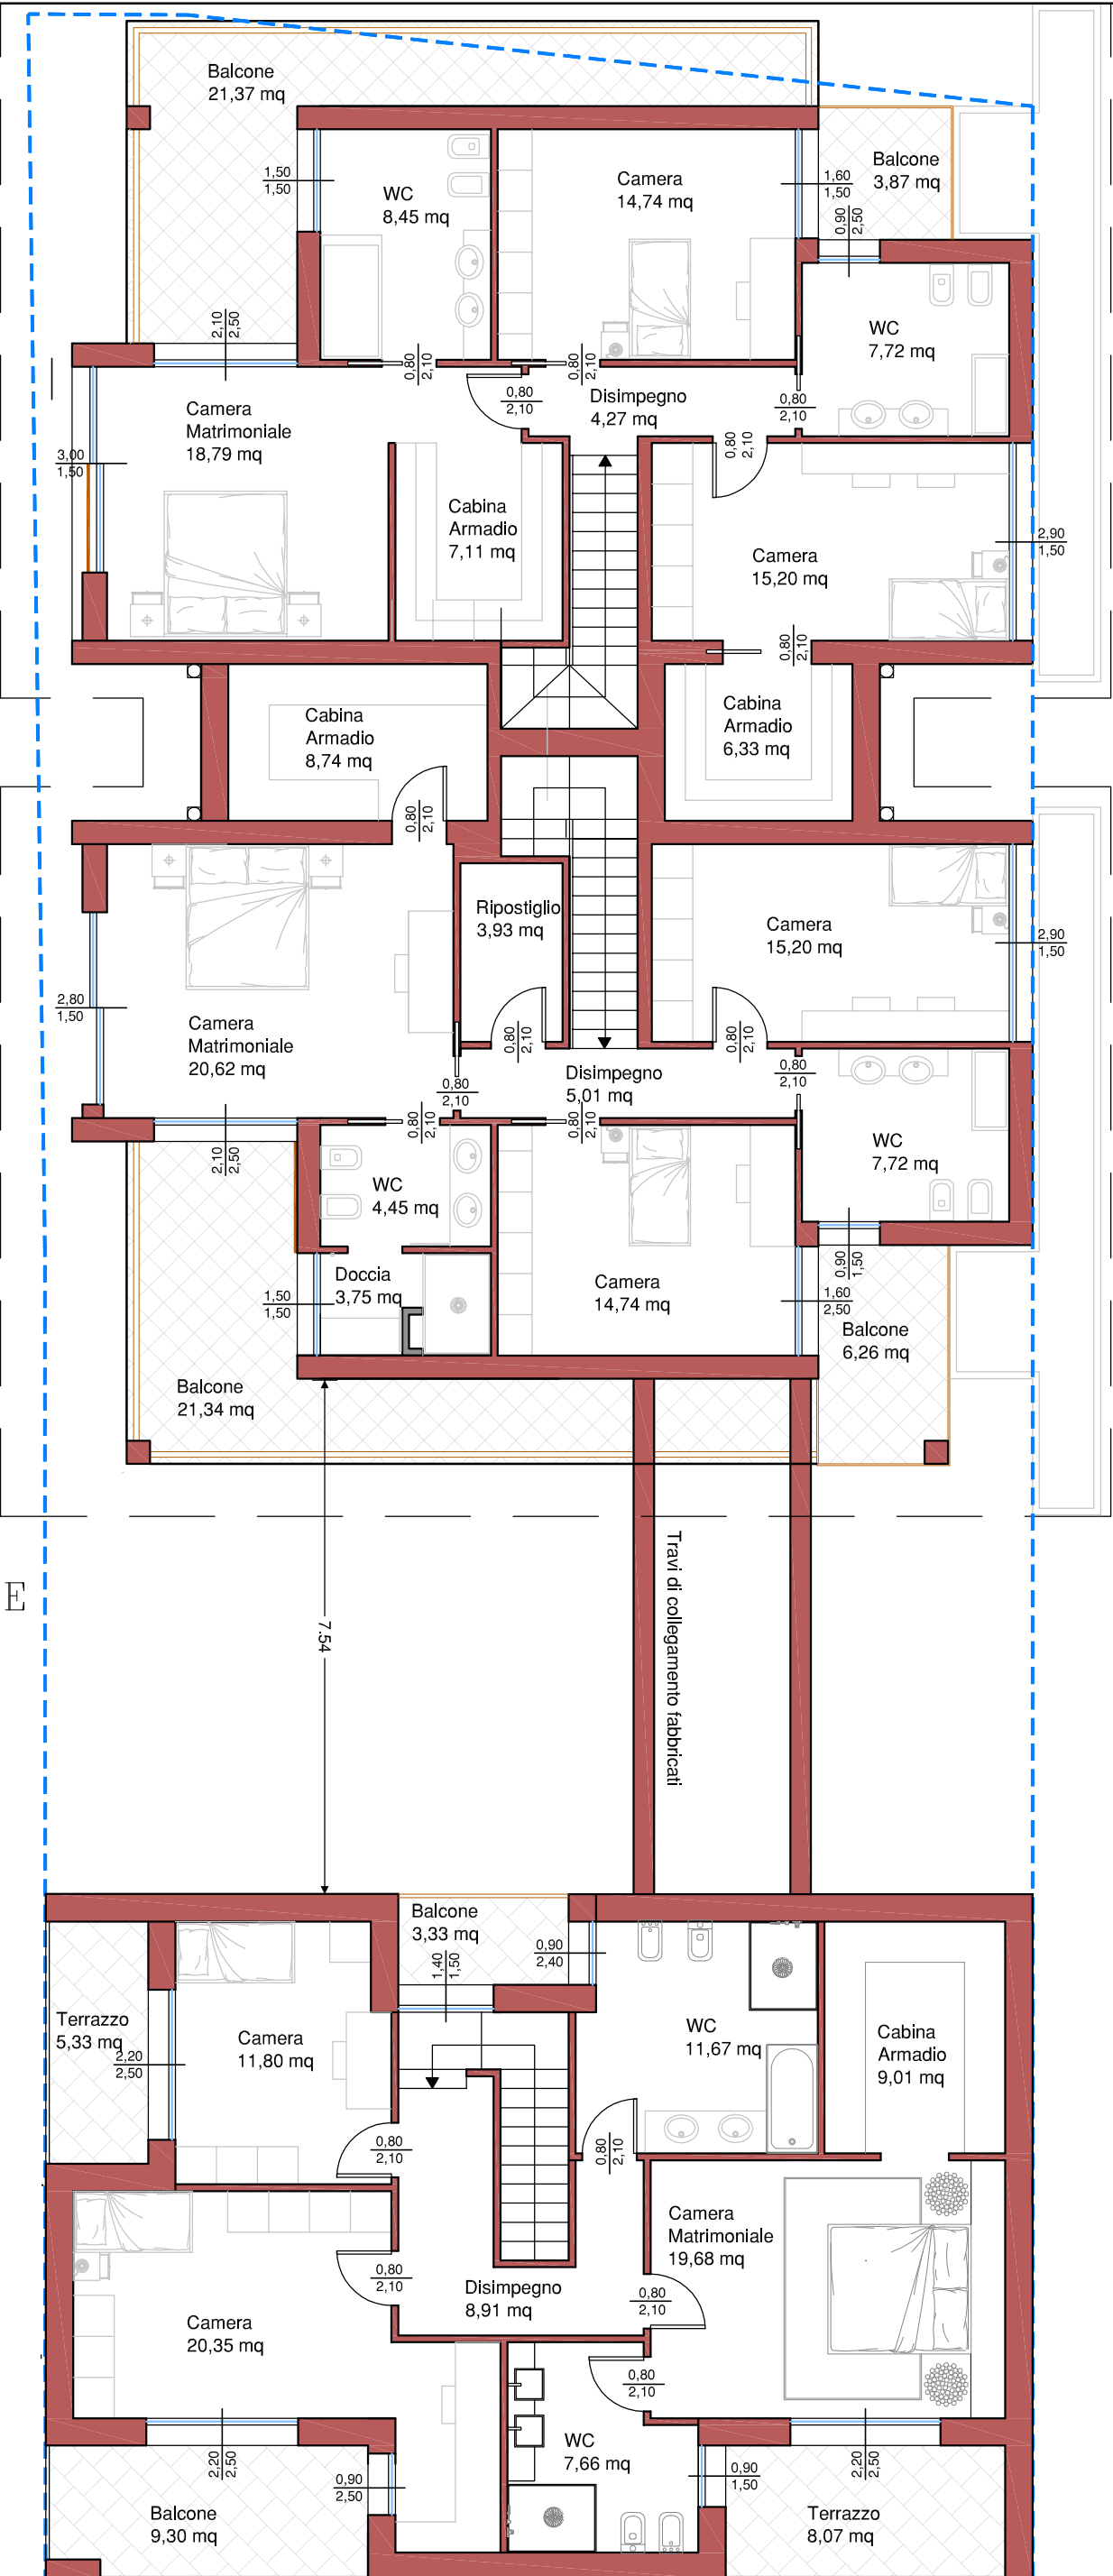 Balcone
21,37 mq
Balcone
3,87 mq
1,50
1,50
WC
8,45 mq
Camera
14,74 mq
1,60
1,50
0,90
2,50
WC
7,72 mq
2,10
2,50
0,80
2,10
0,80
2,10
0,80
2,10
Disimpegno
4,27 mq
0,80
2,10
Camera
Matrimoniale
18,79 mq
3,00
1,50
0,80
2,10
Cabina
Armadio
7,11 mq
Camera
15,20 mq
2,90
1,50
0,80
2,10
Cabina
Armadio
8,74 mq
Cabina
Armadio
6,33 mq
0,80
2,10
Ripostiglio
3,93 mq
Camera
15,20 mq
2,90
1,50
2,80
1,50
Camera
Matrimoniale
20,62 mq
0,80
2,10
0,80
2,10
Disimpegno
5,01 mq
0,80
2,10
0,80
2,10
0,80
2,10
0,80
2,10
2,10
2,50
WC
4,45 mq
WC
7,72 mq
Doccia
3,75 mq
1,50
1,50
Camera
14,74 mq
0,90
1,50
1,60
2,50
Balcone
6,26 mq
Balcone
21,34 mq
E
7.54
Travi di collegamento fabbricati
Balcone
3,33 mq
1,40
1,50
0,90
2,40
Terrazzo
5,33 mq
2,20
2,50
Camera
11,80 mq
WC
11,67 mq
Cabina
Armadio
9,01 mq
0,80
2,10
0,80
2,10
Camera
Matrimoniale
19,68 mq
0,80
2,10
Disimpegno
8,91 mq
0,80
2,10
Camera
20,35 mq
0,80
2,10
WC
7,66 mq
2,20
2,50
0,90
2,50
0,90
1,50
2,20
2,50
Balcone
9,30 mq
Terrazzo
8,07 mq